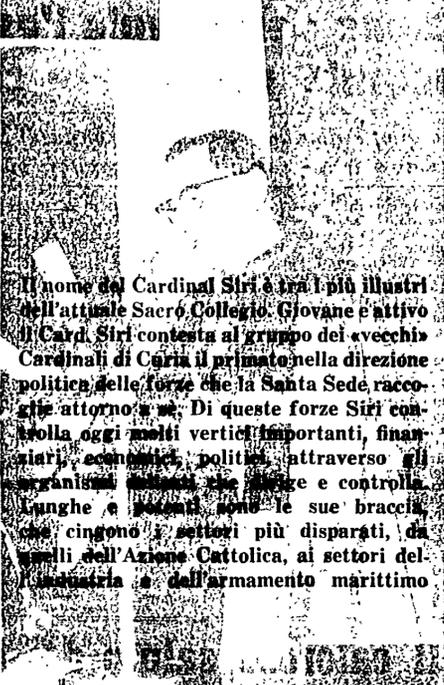 Il nome del Cardinal Siri è tra i più illustri
dell'attuale Sacro Collegio. Giovane e attivo
il Card. Siri contesta al gruppo dei «vecchi»
Cardinali di Curia il primato nella direzione
politica delle forze che la Santa Sede racco-
glie attorno a sé. Di queste forze Siri con-
trolla oggi molti vertici importanti, finan-
ziari, economici, politici, attraverso gli
organismi che dirige e controlla.
Lunghe e potenti sono le sue braccia,
che cingono i settori più disparati, da
quelli dell'Azione Cattolica, ai settori del-
l'industria e dell'armamento marittimo